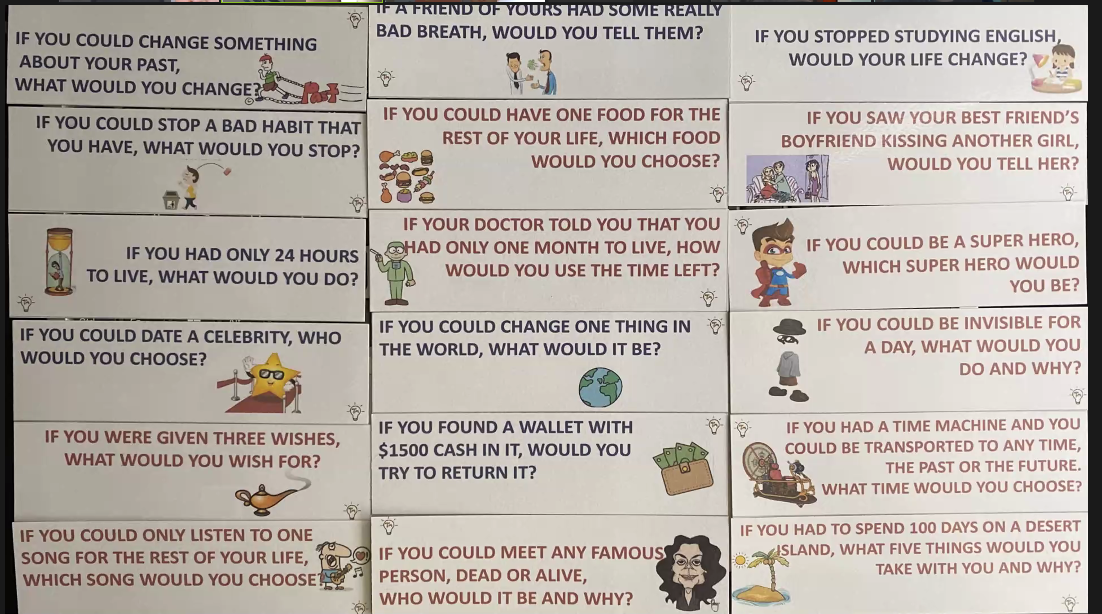 IF YOU COULD CHANGE SOMETHING
ABOUT YOUR PAST,
WHAT WOULD YOU CHANGE?
Past
IF YOU COULD STOP A BAD HABIT THAT
YOU HAVE, WHAT WOULD YOU STOP?
IF YOU HAD ONLY 24 HOURS
TO LIVE, WHAT WOULD YOU DO?
IF YOU COULD DATE A CELEBRITY, WHO
WOULD YOU CHOOSE?
IF YOU WERE GIVEN THREE WISHES,
WHAT WOULD YOU WISH FOR?
IF YOU COULD ONLY LISTEN TO ONE
SONG FOR THE REST OF YOUR LIFE,
WHICH SONG WOULD YOU CHOOSE?
IF A FRIEND OF YOURS HAD SOME REALLY
BAD BREATH, WOULD YOU TELL THEM?
IF YOU COULD HAVE ONE FOOD FOR THE
REST OF YOUR LIFE, WHICH FOOD
WOULD YOU CHOOSE?
IF YOUR DOCTOR TOLD YOU THAT YOU
HAD ONLY ONE MONTH TO LIVE, HOW
WOULD YOU USE THE TIME LEFT?
IF YOU COULD CHANGE ONE THING IN
THE WORLD, WHAT WOULD IT BE?
IF YOU FOUND A WALLET WITH
$1500 CASH IN IT, WOULD YOU
TRY TO RETURN IT?
IF YOU COULD MEET ANY FAMOUS
PERSON, DEAD OR ALIVE,
WHO WOULD IT BE AND WHY?
IF YOU STOPPED STUDYING ENGLISH,
WOULD YOUR LIFE CHANGE?
IF YOU SAW YOUR BEST FRIEND'S
BOYFRIEND KISSING ANOTHER GIRL,
WOULD YOU TELL HER?
IF YOU COULD BE A SUPER HERO,
WHICH SUPER HERO WOULD
YOU BE?
IF YOU COULD BE INVISIBLE FOR
A DAY, WHAT WOULD YOU
DO AND WHY?
IF YOU HAD A TIME MACHINE AND YOU
COULD BE TRANSPORTED TO ANY TIME,
THE PAST OR THE FUTURE.
WHAT TIME WOULD YOU CHOOSE?
IF YOU HAD TO SPEND 100 DAYS ON A DESERT
ISLAND, WHAT FIVE THINGS WOULD YOU
TAKE WITH YOU AND WHY?